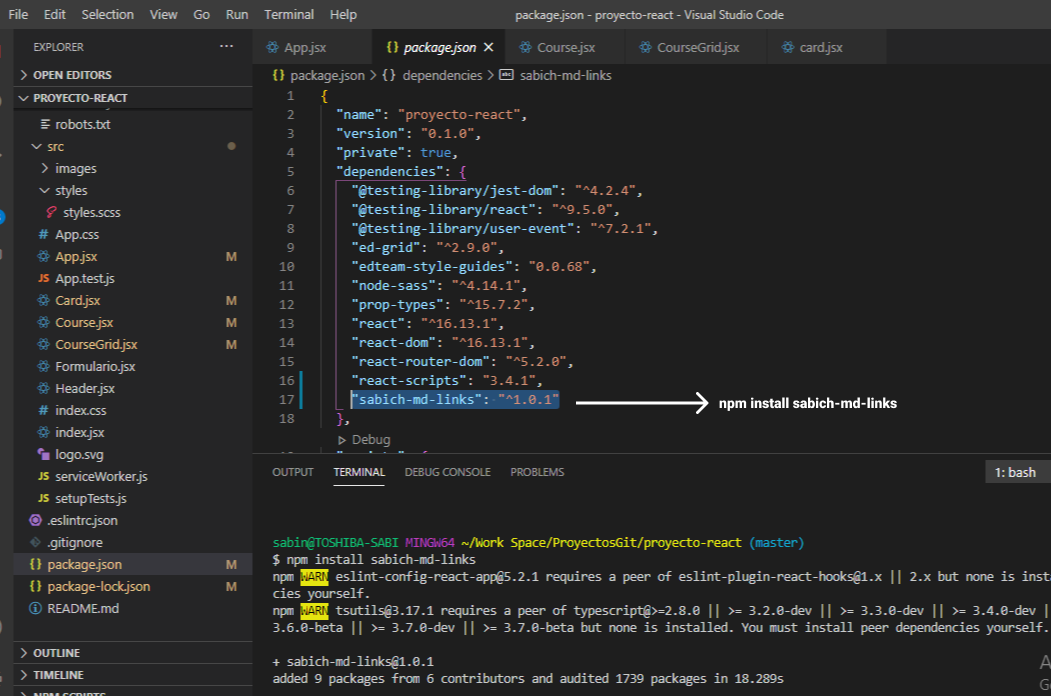 File Edit Selection View Go Run Terminal Help package.json - proyecto-react - Visual Studio Code
EXPLORER ···
OPEN EDITORS
PROYECTO-REACT
robots.txt
src
images
styles
styles.scss
# App.css
App.jsx M
JS App.test.js
Card.jsx M
Course.jsx M
CourseGrid.jsx M
Formulario.jsx
Header.jsx
# index.css
index.jsx
logo.svg
JS serviceWorker.js
JS setupTests.js
.eslintrc.json
.gitignore
{} package.json M
{} package-lock.json M
README.md
OUTLINE
TIMELINE
NPM SCRIPTS
App.jsx {} package.json × Course.jsx CourseGrid.jsx card.jsx
{} package.json > {} dependencies > sabich-md-links
1 {
2 "name": "proyecto-react",
3 "version": "0.1.0",
4 "private": true,
5 "dependencies": {
6 "@testing-library/jest-dom": "^4.2.4",
7 "@testing-library/react": "^9.5.0",
8 "@testing-library/user-event": "^7.2.1",
9 "ed-grid": "^2.9.0",
10 "edteam-style-guides": "0.0.68",
11 "node-sass": "^4.14.1",
12 "prop-types": "^15.7.2",
13 "react": "^16.13.1",
14 "react-dom": "^16.13.1",
15 "react-router-dom": "^5.2.0",
16 "react-scripts": "3.4.1",
17 "sabich-md-links": "^1.0.1" npm install sabich-md-links
18 },
Debug
OUTPUT TERMINAL DEBUG CONSOLE PROBLEMS 1: bash
sabin@TOSHIBA-SABI MINGW64 ~/Work Space/ProyectosGit/proyecto-react (master)
$ npm install sabich-md-links
npm WARN eslint-config-react-app@5.2.1 requires a peer of eslint-plugin-react-hooks@1.x || 2.x but none is inst
cies yourself.
npm WARN tsutils@3.17.1 requires a peer of typescript@>=2.8.0 || >= 3.2.0-dev || >= 3.3.0-dev || >= 3.4.0-dev |
3.6.0-beta || >= 3.7.0-dev || >= 3.7.0-beta but none is installed. You must install peer dependencies yourself.
+ sabich-md-links@1.0.1
added 9 packages from 6 contributors and audited 1739 packages in 18.289s